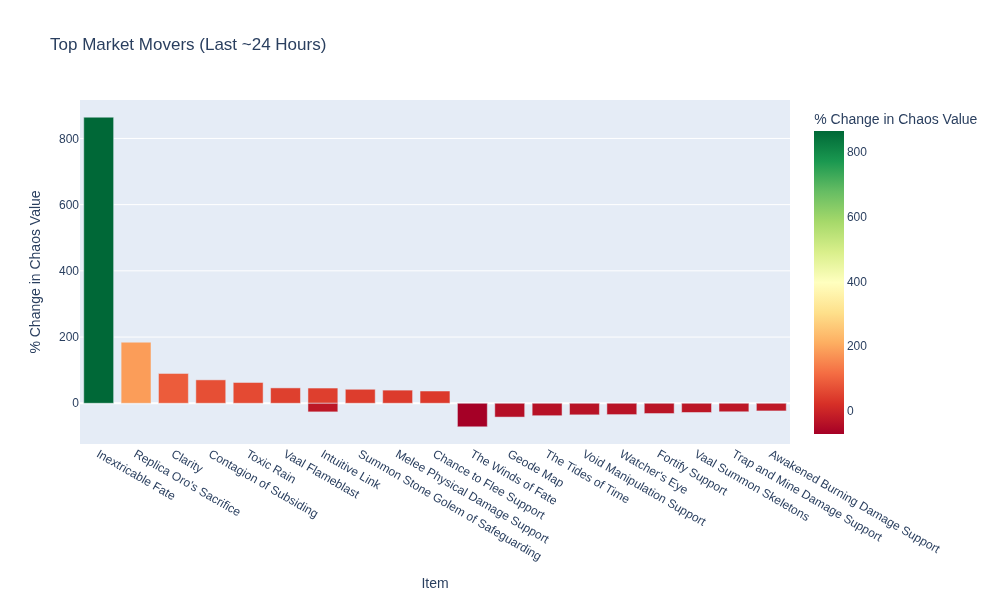 Top Market Movers (Last ~24 Hours)
% Change in Chaos Value
800
600
400
200
0
% Change in Chaos Value
800
600
400
200
0
Inextricable Fate
Replica Oro's Sacrifice
Clarity
Contagion of Subsiding
Toxic Rain
Vaal Flameblast
Intuitive Link
Summon Stone Golem of Safeguarding
Melee Physical Damage Support
Chance to Flee Support
The Winds of Fate
Geode Map
The Tides of Time
Void Manipulation Support
Watcher's Eye
Fortify Support
Vaal Summon Skeletons
Trap and Mine Damage Support
Awakened Burning Damage Support
Item